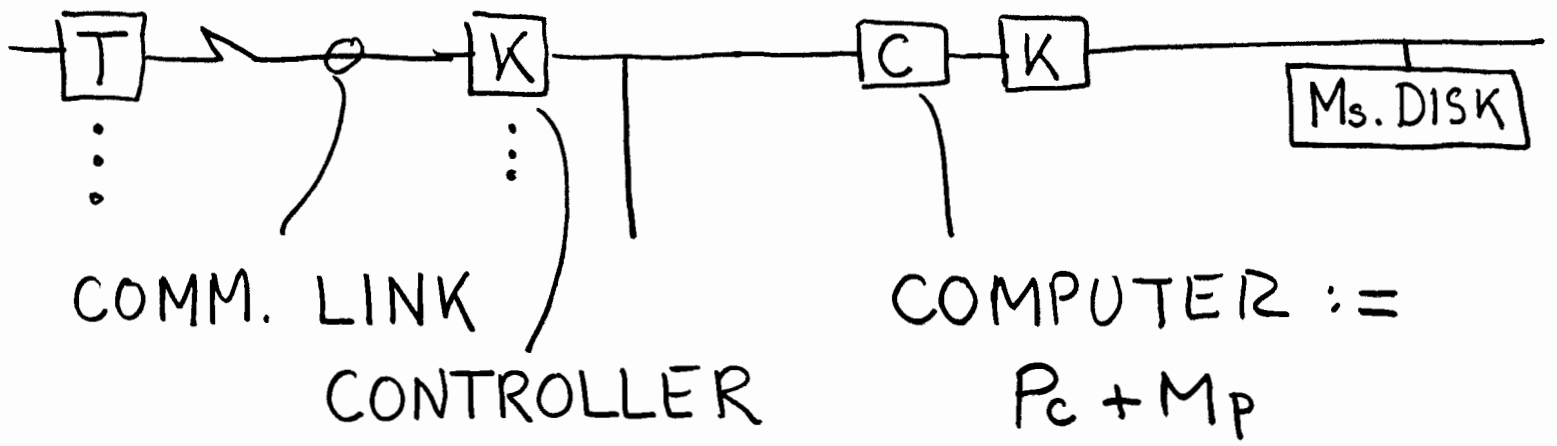 T K C K
Ms. DISK
COMM. LINK
CONTROLLER
COMPUTER :=
Pc + Mp